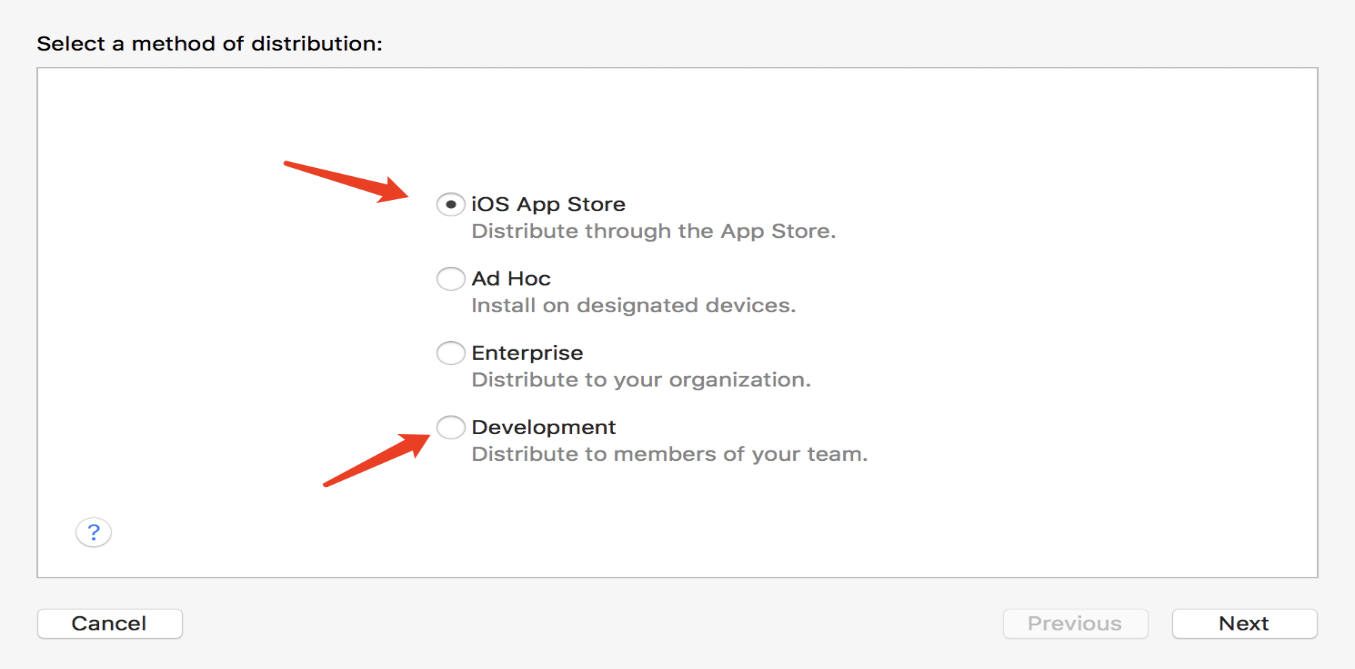 Select a method of distribution:
iOS App Store
Distribute through the App Store.
Ad Hoc
Install on designated devices.
Enterprise
Distribute to your organization.
Development
Distribute to members of your team.
?
Cancel
Previous
Next